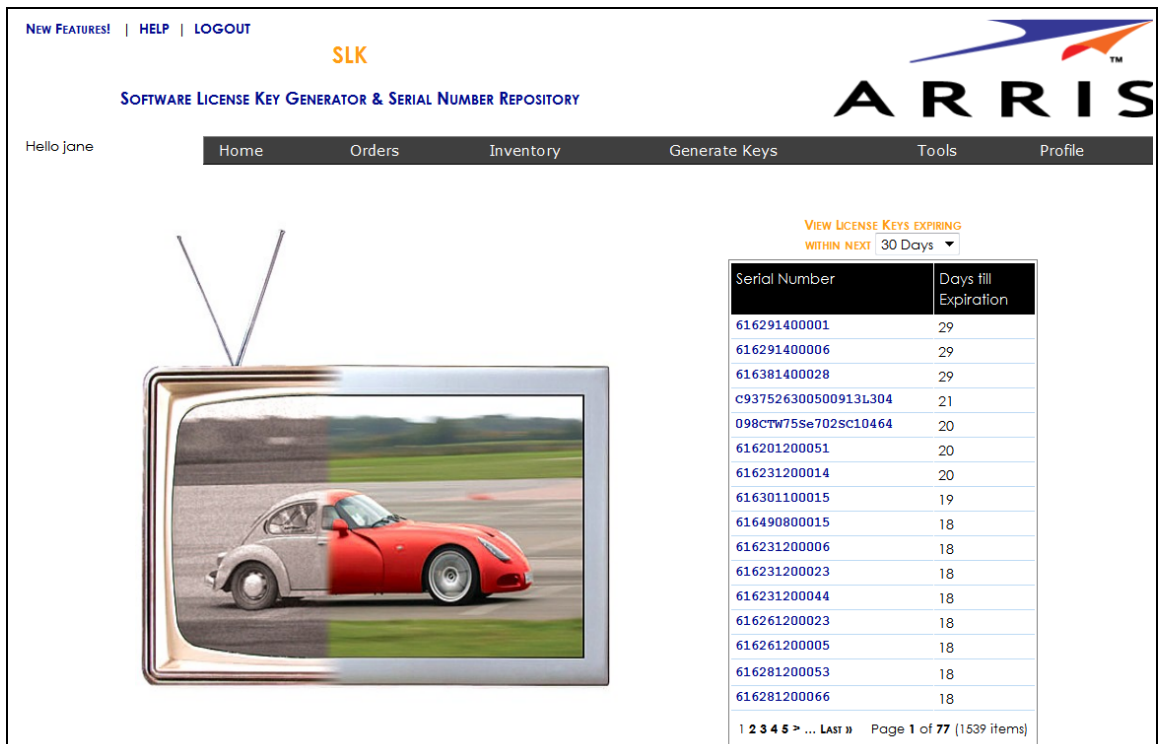 NEW FEATURES! | HELP | LOGOUT
SLK
SOFTWARE LICENSE KEY GENERATOR & SERIAL NUMBER REPOSITORY
TM
ARRIS
Hello jane
Home Orders Inventory Generate Keys Tools Profile
VIEW LICENSE KEYS EXPIRING
WITHIN NEXT 30 Days ▼
Serial Number Days till
Expiration
616291400001 29
616291400006 29
616381400028 29
C937526300500913L304 21
098CTW75Se702SC10464 20
616201200051 20
616231200014 20
616301100015 19
616490800015 18
616231200006 18
616231200023 18
616231200044 18
616261200023 18
616261200005 18
616281200053 18
616281200066 18
1 2 3 4 5 > ... LAST » Page 1 of 77 (1539 items)